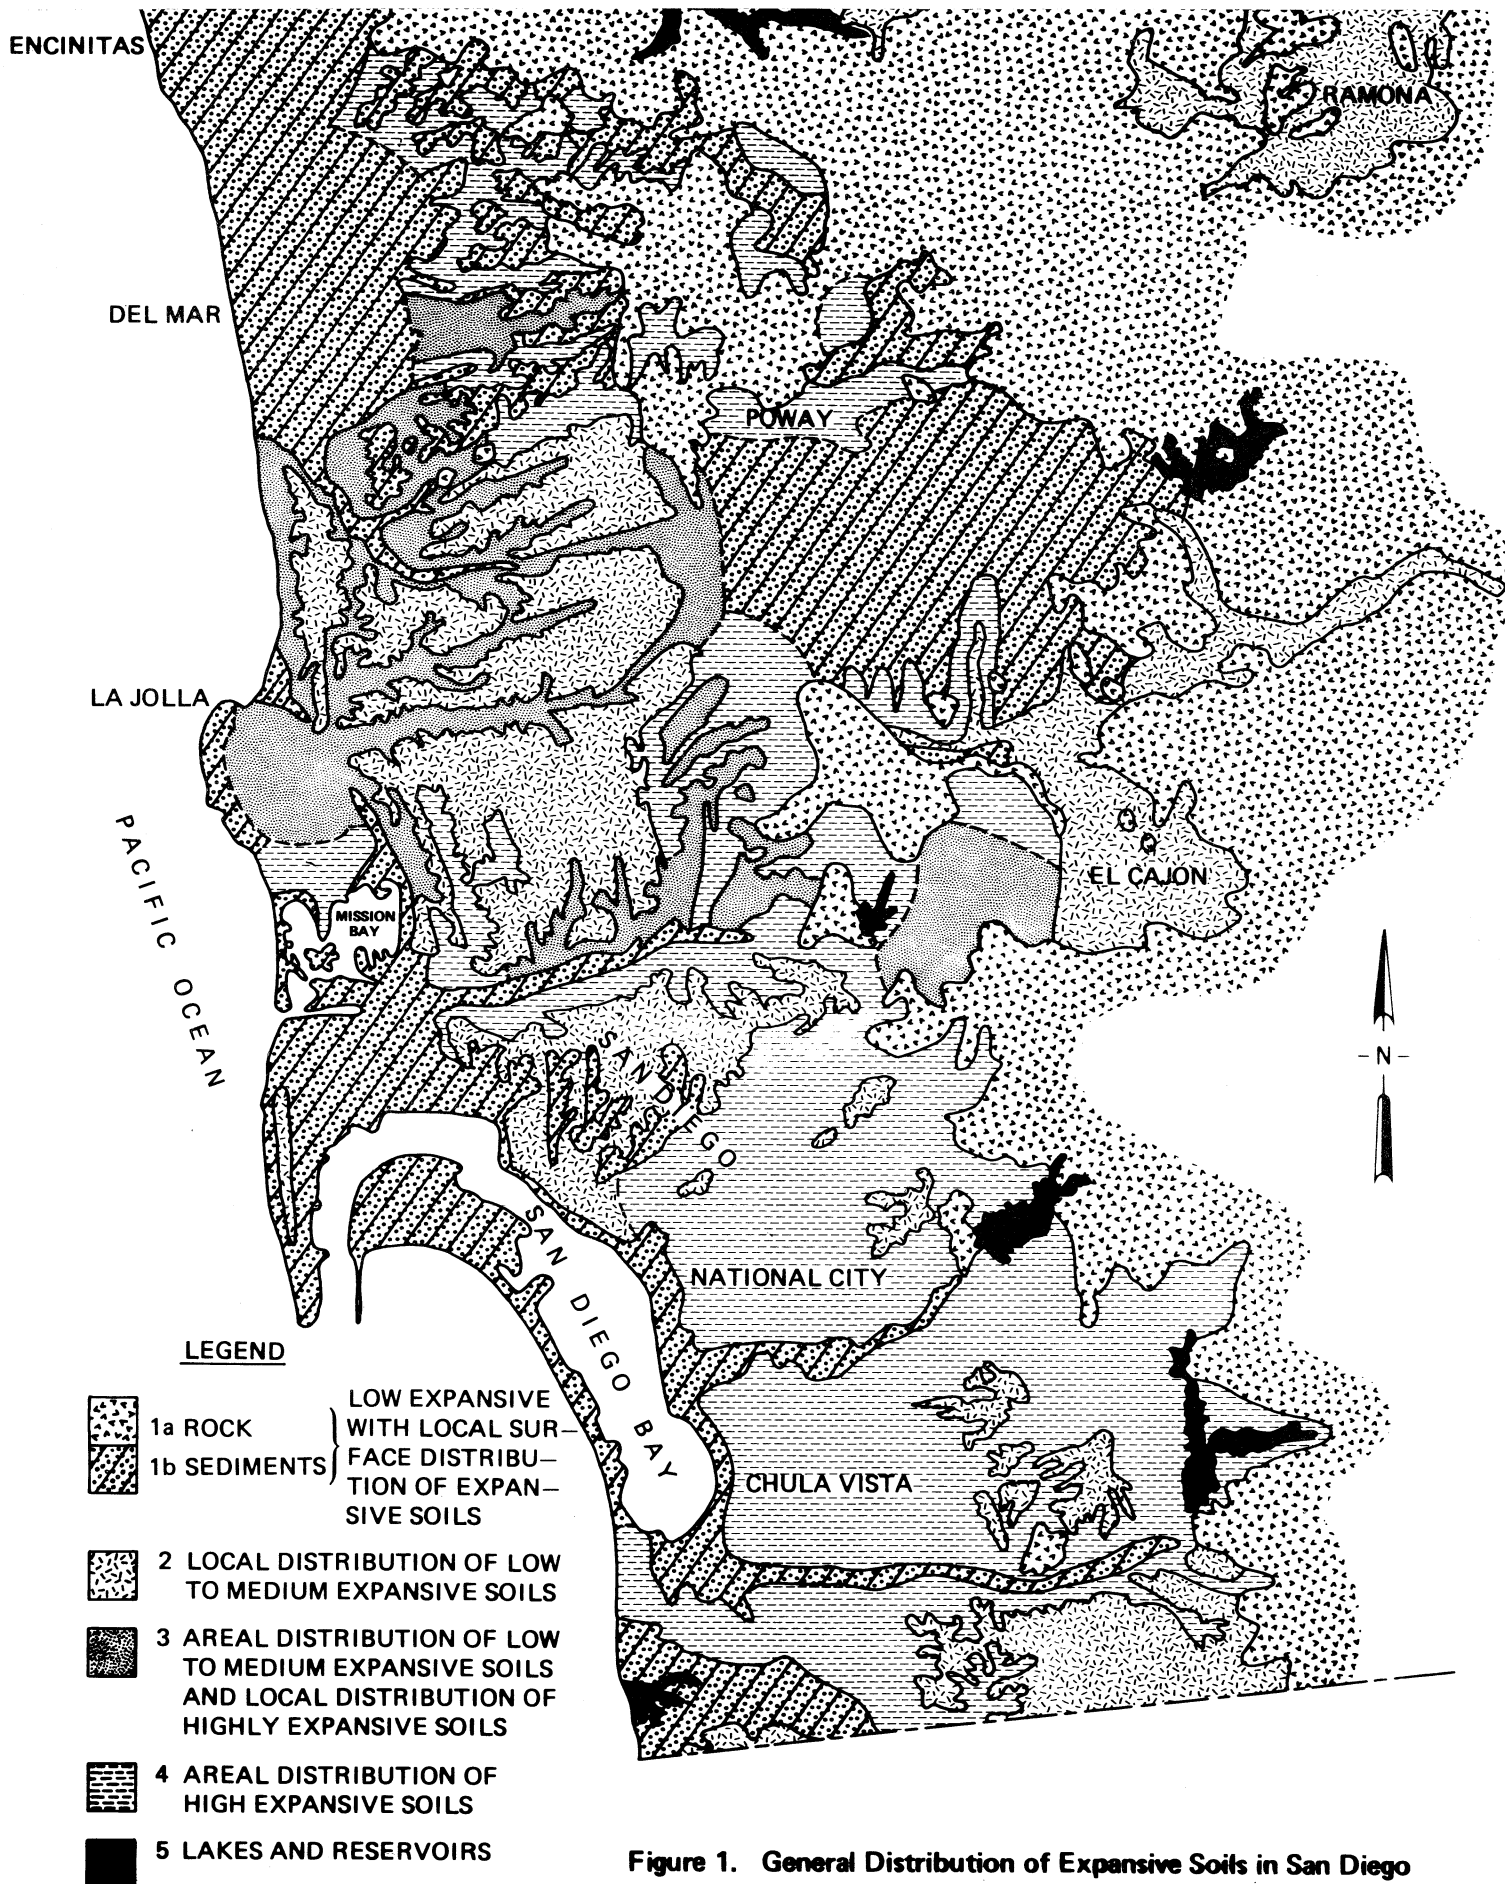 ENCINITAS
RAMONA
DEL MAR
POWAY
LA JOLLA
PACIFIC OCEAN
EL CAJON
MISSION
BAY
SAN DIEGO
- N -
SAN DIEGO BAY
NATIONAL CITY
CHULA VISTA
LEGEND
1a ROCK
1b SEDIMENTS
LOW EXPANSIVE
WITH LOCAL SUR–
FACE DISTRIBU–
TION OF EXPAN–
SIVE SOILS
2 LOCAL DISTRIBUTION OF LOW
TO MEDIUM EXPANSIVE SOILS
3 AREAL DISTRIBUTION OF LOW
TO MEDIUM EXPANSIVE SOILS
AND LOCAL DISTRIBUTION OF
HIGHLY EXPANSIVE SOILS
4 AREAL DISTRIBUTION OF
HIGH EXPANSIVE SOILS
5 LAKES AND RESERVOIRS
Figure 1. General Distribution of Expansive Soils in San Diego